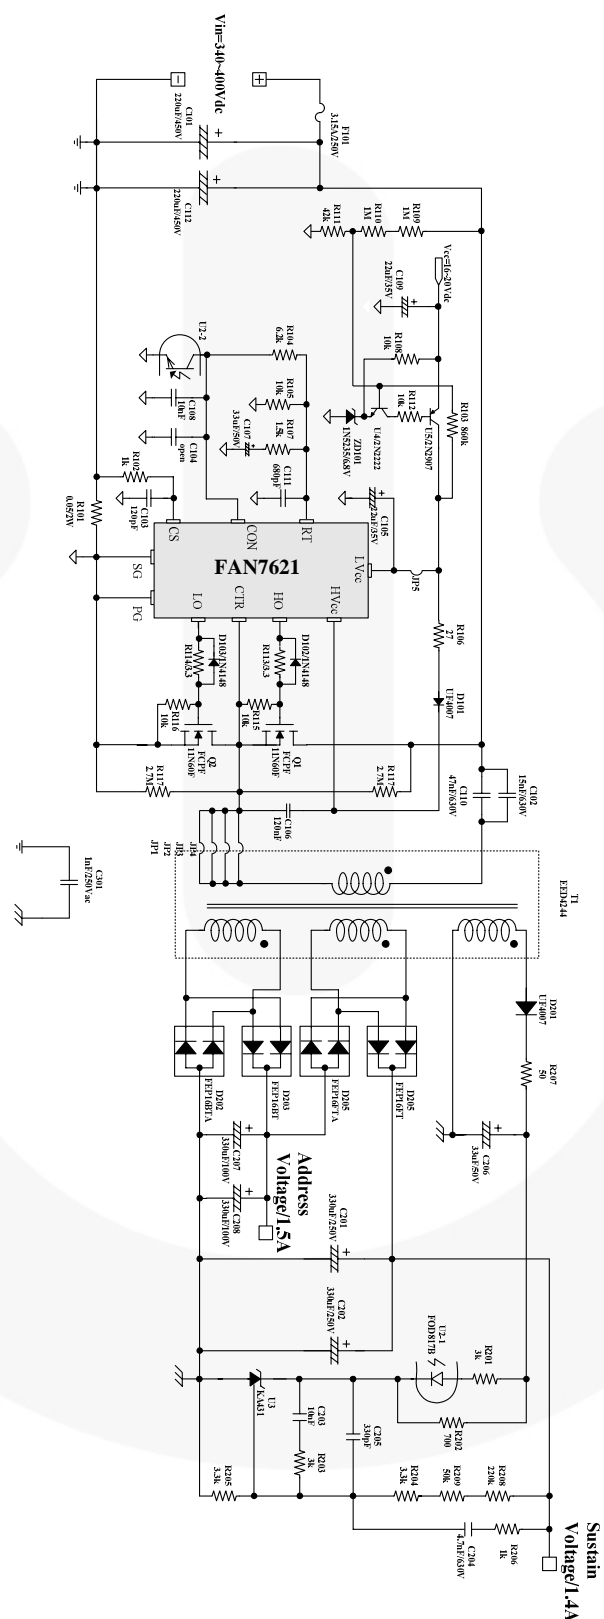 Vin=340~400Vdc
C101
220uF/450V
C112
220uF/450V
F101
3.15A/250V
R109
1M
R110
1M
R111
42k
Vcc=16~20Vdc
C109
22uF/35V
R108
10k
R112
10k
R103
860k
U5/2N2907
U4/2N2222
ZD101
1N5235/6.8V
U2-2
R104
6.2k
R105
10k
R107
1.5k
C107
33uF/50V
C108
10nF
C104
open
C111
680pF
C105
22uF/35V
R102
1k
C103
120pF
R101
0.05/2W
JP5
CS
CON
RT
LVcc
FAN7621
SG
PG
LO
CTR
HO
HVcc
R106
27
D101
UF4007
D103/1N4148
R114/3.3
D102/1N4148
R113/3.3
R116
10k
R115
10k
Q2
FCPF
11N60F
Q1
FCPF
11N60F
R117
2.7M
R117
2.7M
C106
120nF
C110
47nF/630V
C102
15nF/630V
JP1
JP2
JP3
JP4
C301
1nF/250Vac
T1
EED4244
D201
UF4007
R207
50
D202
FEP16BTA
D203
FEP16BT
D205
FEP16FTA
D205
FEP16FT
C206
33uF/50V
C207
330uF/100V
C208
330uF/100V
Address
Voltage/1.5A
C201
330uF/250V
C202
330uF/250V
U2-1
FOD817B
R201
3k
R202
700
U3
KA431
C203
10nF
R203
3k
C205
330pF
R205
3.3k
R204
3.3k
R209
50k
R208
220k
C204
4.7nF/630V
R206
1k
Sustain
Voltage/1.4A